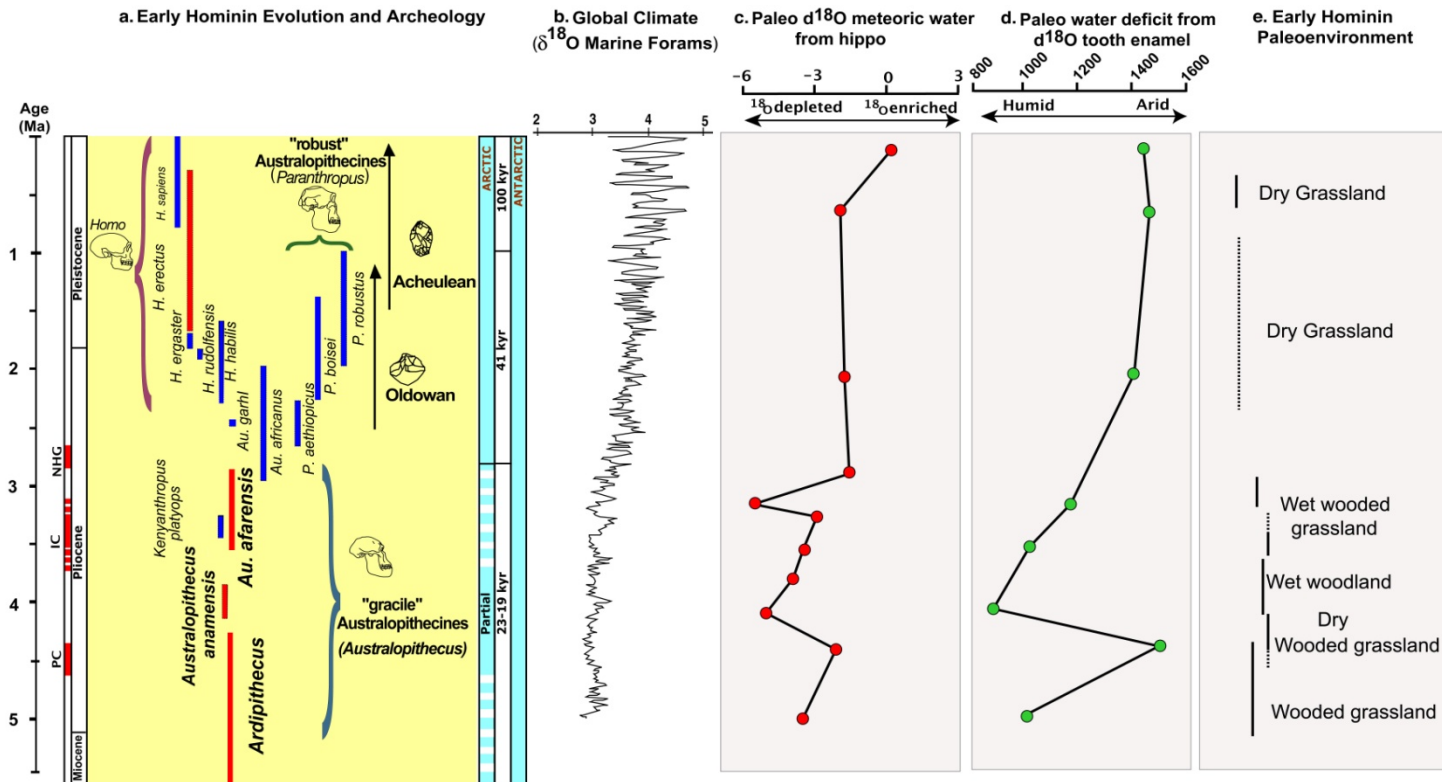 a. Early Hominin Evolution and Archeology
b. Global Climate
(δ¹⁸O Marine Forams)
c. Paleo d¹⁸O meteoric water
from hippo
d. Paleo water deficit from
d¹⁸O tooth enamel
e. Early Hominin
Paleoenvironment
Age
(Ma)
1
2
3
4
5
NHG
IC
PC
Pleistocene
Pliocene
Miocene
Homo
H. sapiens
H. erectus
H. ergaster
H. rudolfensis
H. habilis
Au. garhI
Au. africanus
P. aethiopicus
P. boisei
P. robustus
"robust"
Australopithecines
(Paranthropus)
Acheulean
Oldowan
Kenyanthropus
platyops
Au. afarensis
Australopithecus
anamensis
Ardipithecus
"gracile"
Australopithecines
(Australopithecus)
ARCTIC
Partial
100 kyr
41 kyr
23-19 kyr
ANTARCTIC
2 3 4 5
-6 -3 0 3
¹⁸O depleted ¹⁸O enriched
800 1000 1200 1400 1600
Humid Arid
Dry Grassland
Dry Grassland
Wet wooded
grassland
Wet woodland
Dry
Wooded grassland
Wooded grassland